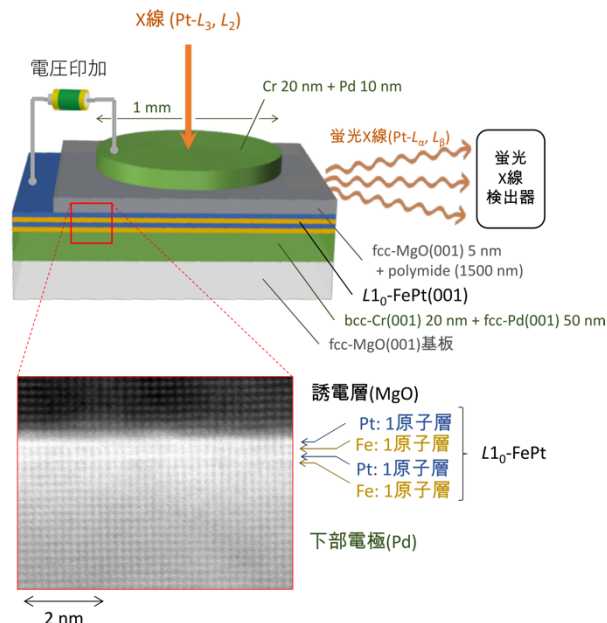 X線 (Pt-L₃, L₂)
電圧印加
Cr 20 nm + Pd 10 nm
1 mm
蛍光X線(Pt-Lα, Lβ)
蛍光
X線
検出器
fcc-MgO(001) 5 nm
+ polymide (1500 nm)
L1₀-FePt(001)
bcc-Cr(001) 20 nm + fcc-Pd(001) 50 nm
fcc-MgO(001)基板
誘電層(MgO)
Pt: 1原子層
Fe: 1原子層
Pt: 1原子層
Fe: 1原子層
L1₀-FePt
下部電極(Pd)
2 nm